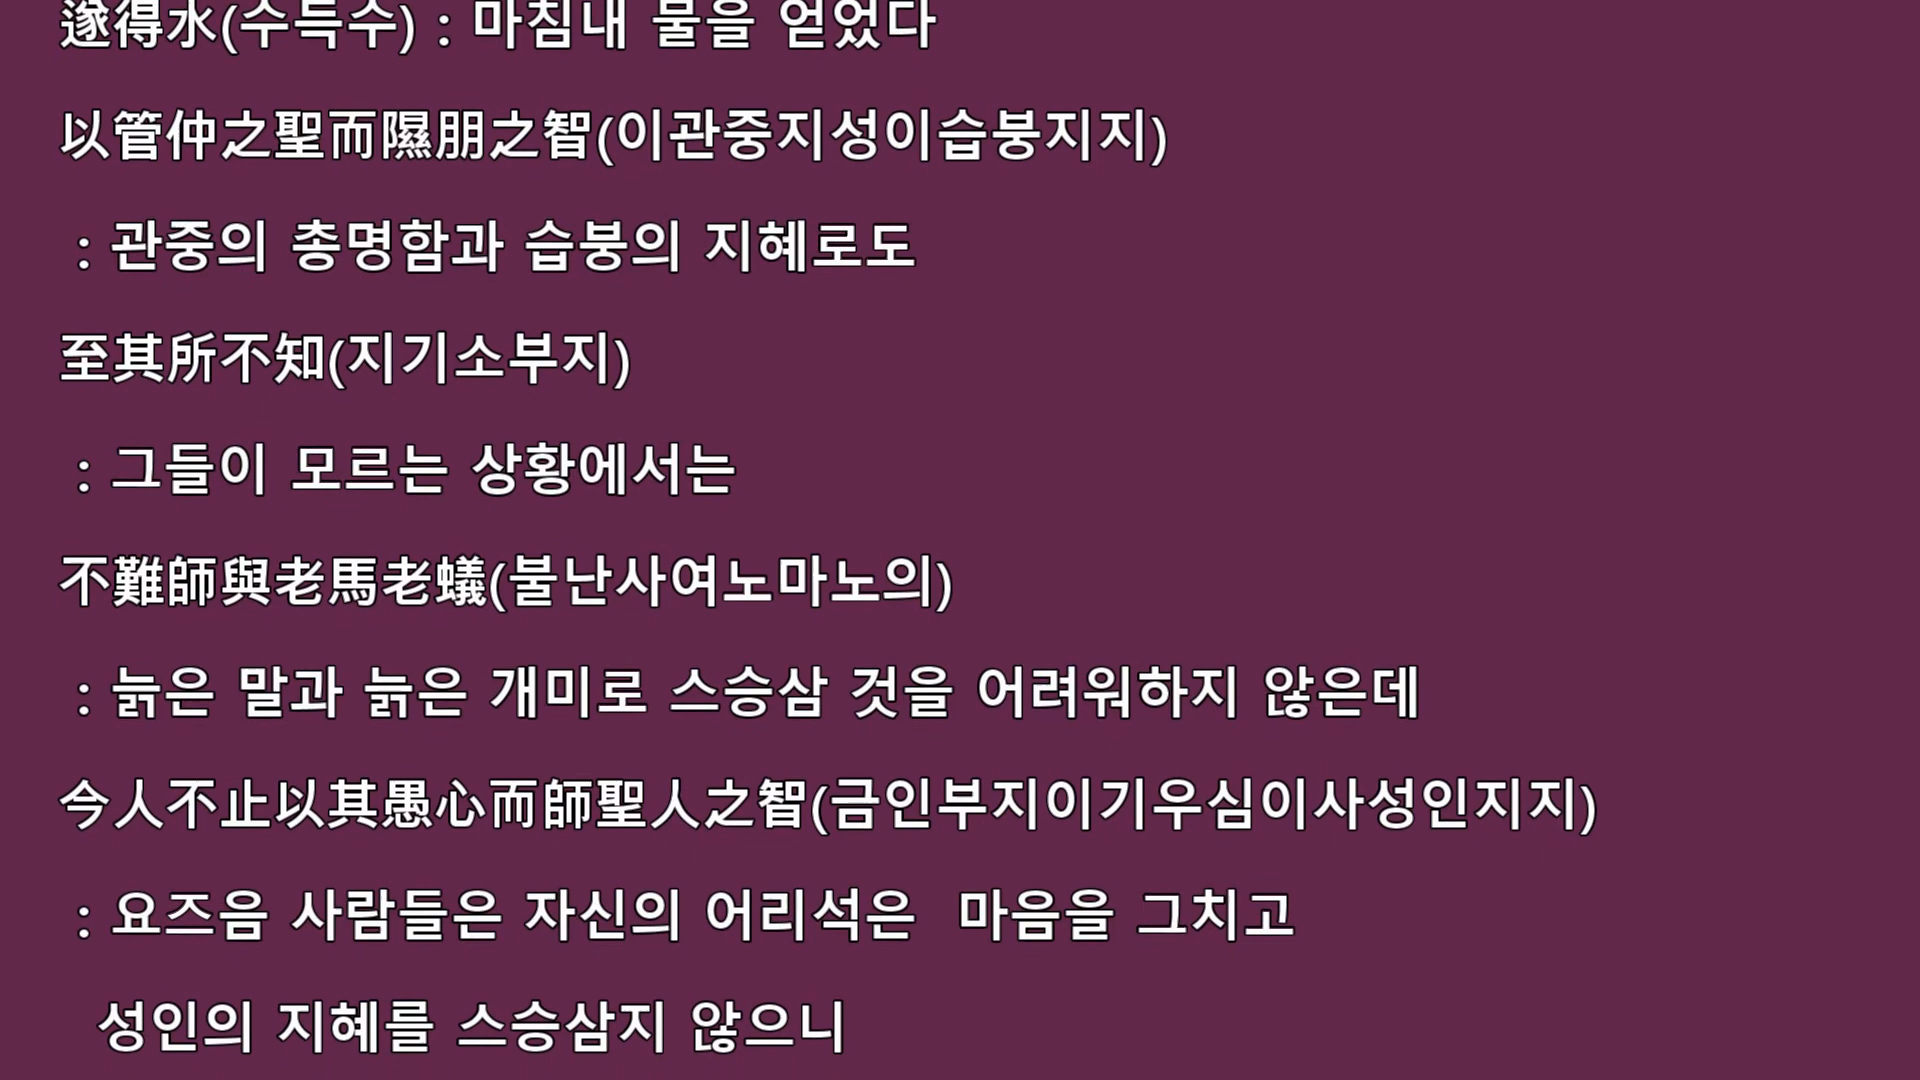 遂得水(수득수) : 마침내 물을 얻었다
以管仲之聖而隰朋之智(이관중지성이습붕지지)
: 관중의 총명함과 습붕의 지혜로도
至其所不知(지기소부지)
: 그들이 모르는 상황에서는
不難師與老馬老蟻(불난사여노마노의)
: 늙은 말과 늙은 개미로 스승삼 것을 어려워하지 않은데
今人不止以其愚心而師聖人之智(금인부지이기우심이사성인지지)
: 요즈음 사람들은 자신의 어리석은 마음을 그치고
성인의 지혜를 스승삼지 않으니